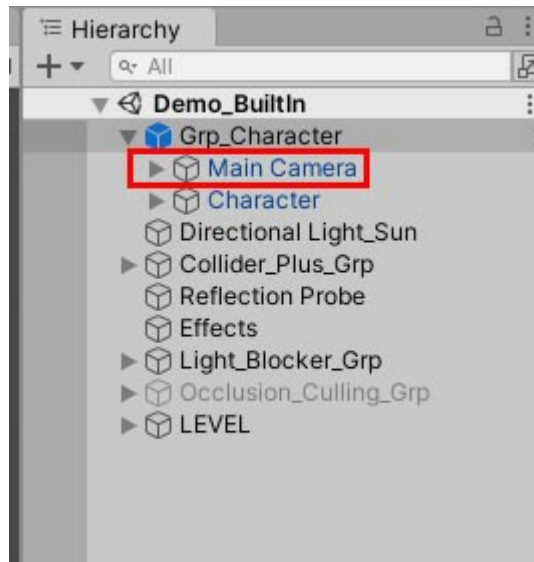 Hierarchy
All
Demo_BuiltIn
Grp_Character
Main Camera
Character
Directional Light_Sun
Collider_Plus_Grp
Reflection Probe
Effects
Light_Blocker_Grp
Occlusion_Culling_Grp
LEVEL